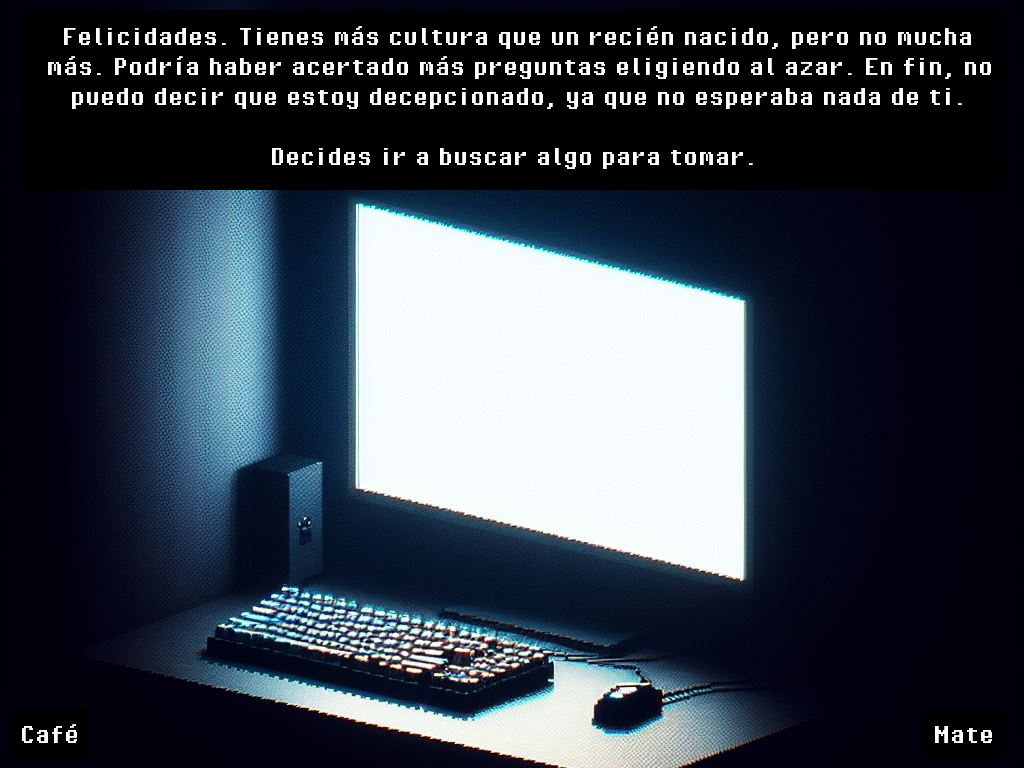 Felicidades. Tienes más cultura que un recién nacido, pero no mucha
más. Podría haber acertado más preguntas eligiendo al azar. En fin, no
puedo decir que estoy decepcionado, ya que no esperaba nada de ti.
Decides ir a buscar algo para tomar.
Café
Mate